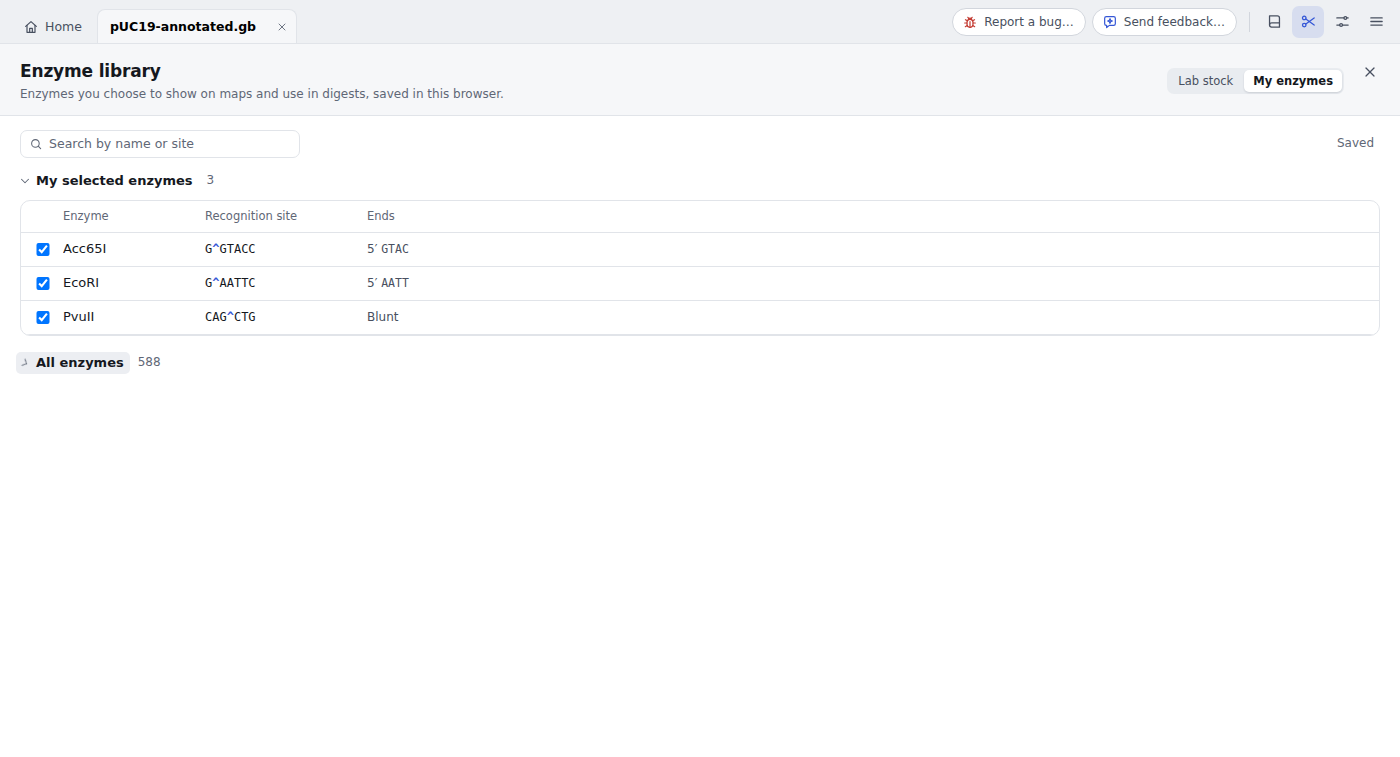 Home
pUC19-annotated.gb
Report a bug...
Send feedback...
Enzyme library
Enzymes you choose to show on maps and use in digests, saved in this browser.
Lab stock
My enzymes
Search by name or site
Saved
My selected enzymes 3
Enzyme Recognition site Ends
Acc65I G^GTACC 5′ GTAC
EcoRI G^AATTC 5′ AATT
PvuII CAG^CTG Blunt
All enzymes 588